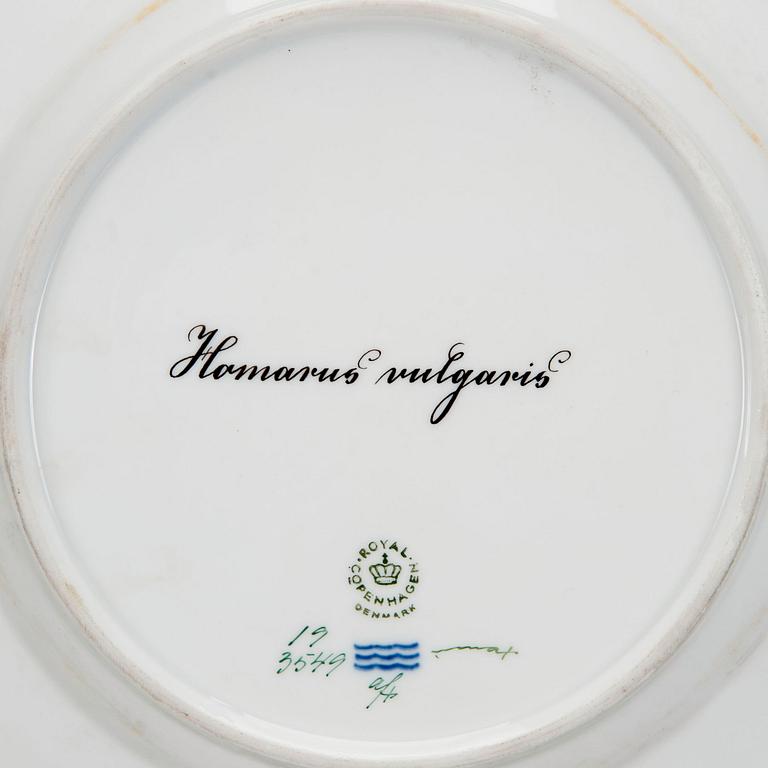 Homarus vulgaris
ROYAL
COPENHAGEN
DENMARK
19
3549